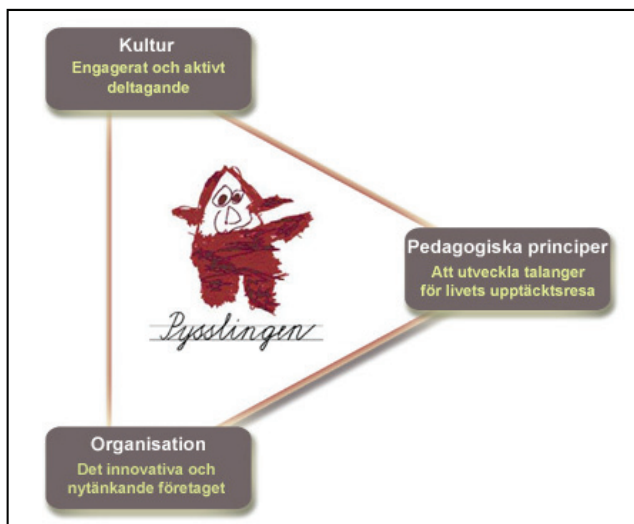 Kultur
Engagerat och aktivt
deltagande
Pedagogiska principer
Att utveckla talanger
för livets upptäcktsresa
Pysslingen
Organisation
Det innovativa och
nytänkande företaget